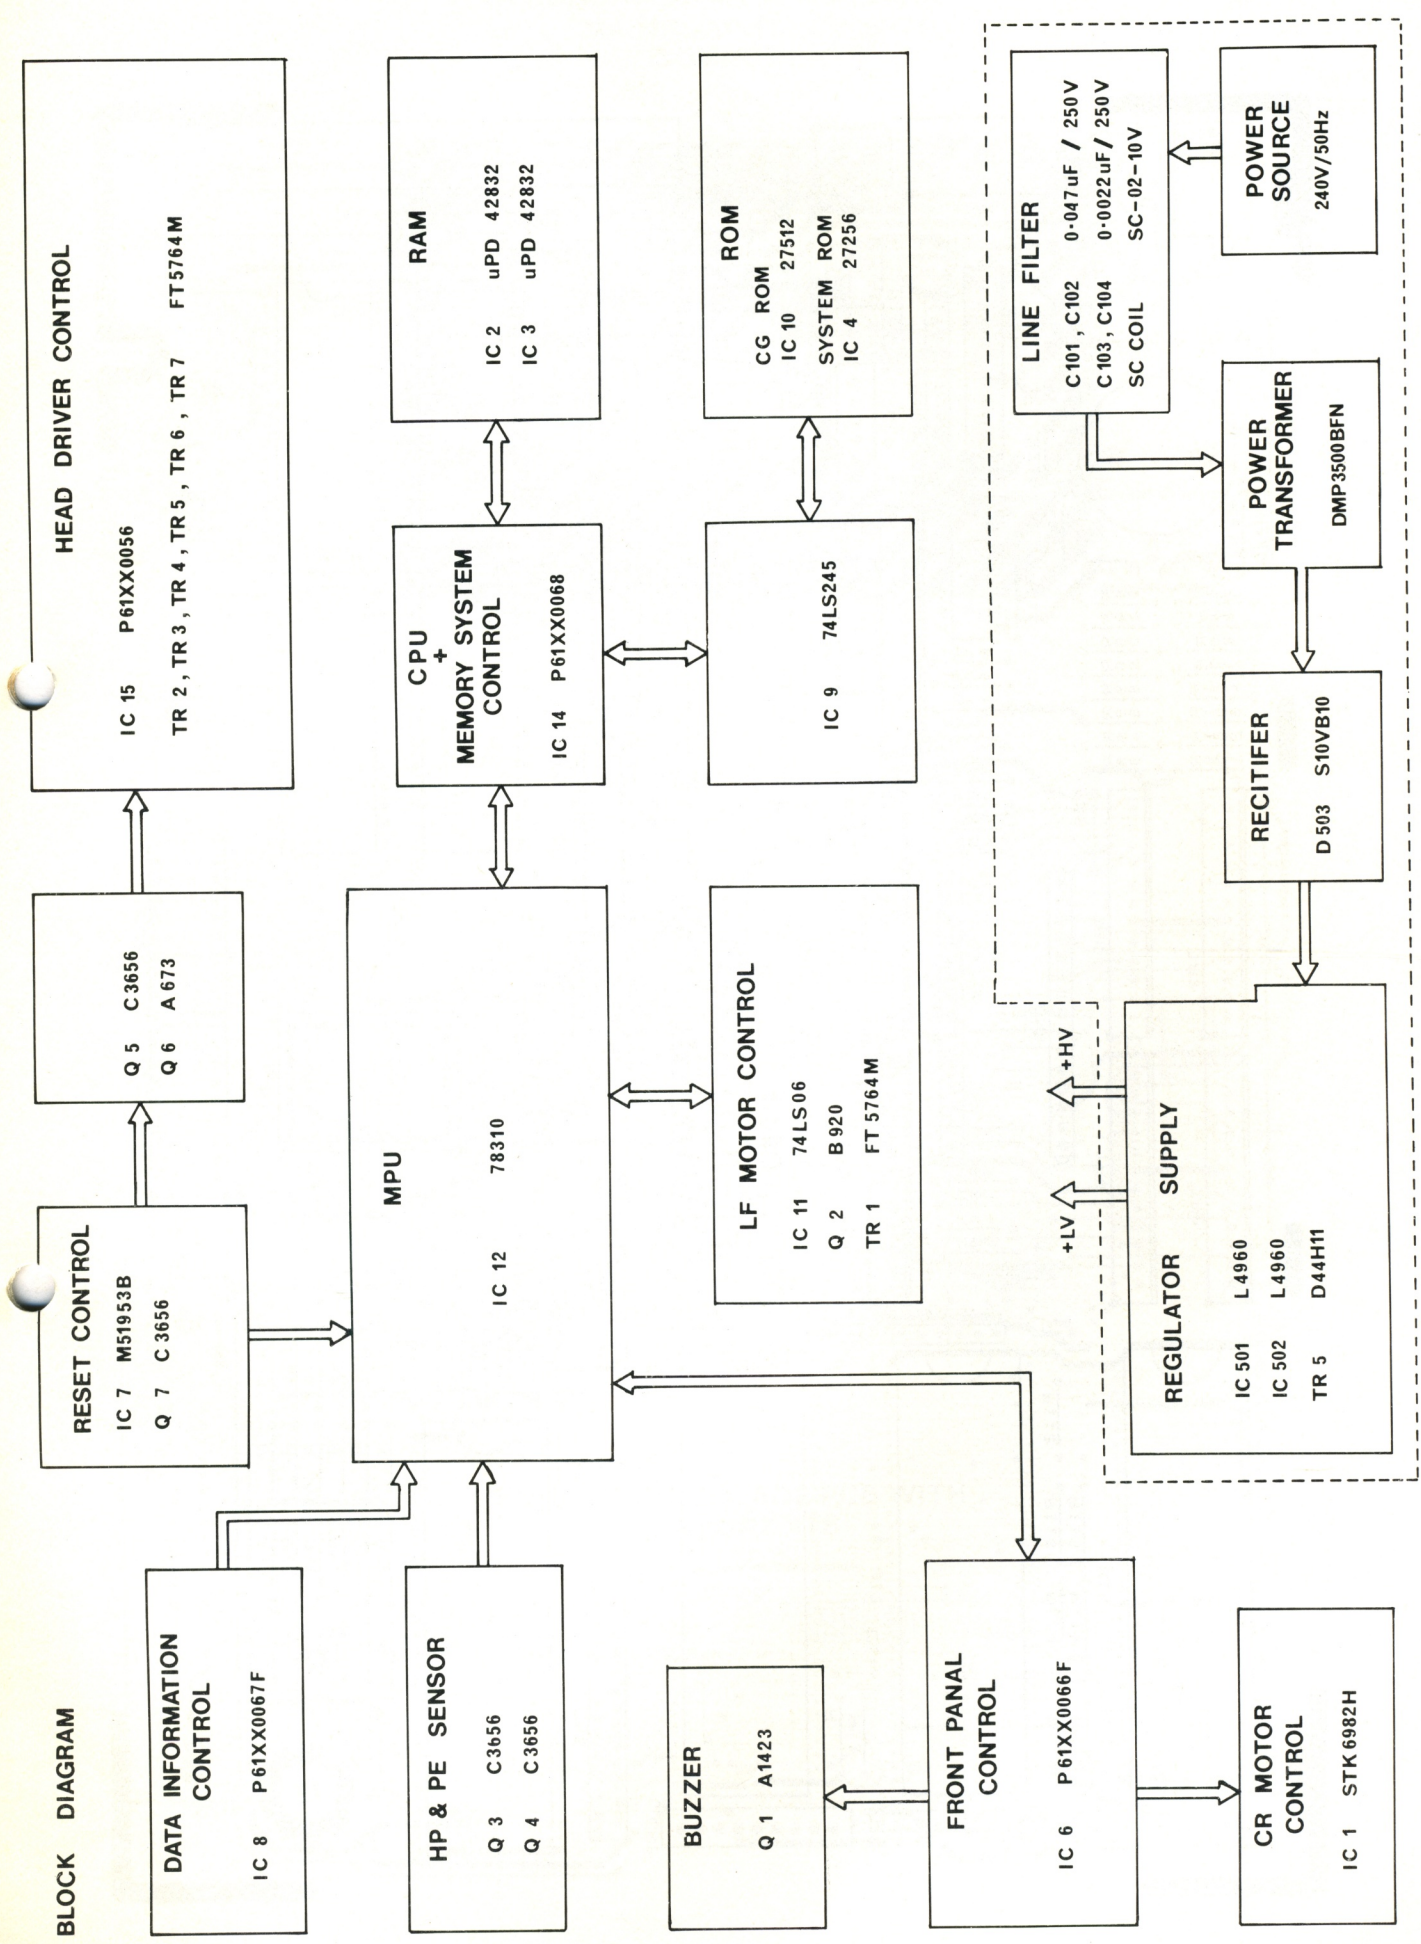 BLOCK DIAGRAM
DATA INFORMATION
CONTROL
IC 8 P61XX0067F
RESET CONTROL
IC 7 M51953B
Q 7 C3656
Q 5 C3656
Q 6 A673
HEAD DRIVER CONTROL
IC 15 P61XX0056
TR 2, TR 3, TR 4, TR 5, TR 6, TR 7 FT5764M
HP & PE SENSOR
Q 3 C3656
Q 4 C3656
MPU
IC 12 78310
CPU
+
MEMORY SYSTEM
CONTROL
IC 14 P61XX0068
RAM
IC 2 uPD 42832
IC 3 uPD 42832
BUZZER
Q 1 A1423
LF MOTOR CONTROL
IC 11 74LS06
Q 2 B920
TR 1 FT5764M
IC 9 74LS245
ROM
CG ROM
IC 10 27512
SYSTEM ROM
IC 4 27256
FRONT PANAL
CONTROL
IC 6 P61XX0066F
CR MOTOR
CONTROL
IC 1 STK6982H
+LV
+HV
REGULATOR SUPPLY
IC 501 L4960
IC 502 L4960
TR 5 D44H11
RECITIFER
D 503 S10VB10
POWER
TRANSFORMER
DMP3500BFN
LINE FILTER
C101, C102 0·047uF / 250V
C103, C104 0·0022uF / 250V
SC COIL SC-02-10V
POWER
SOURCE
240V/50Hz